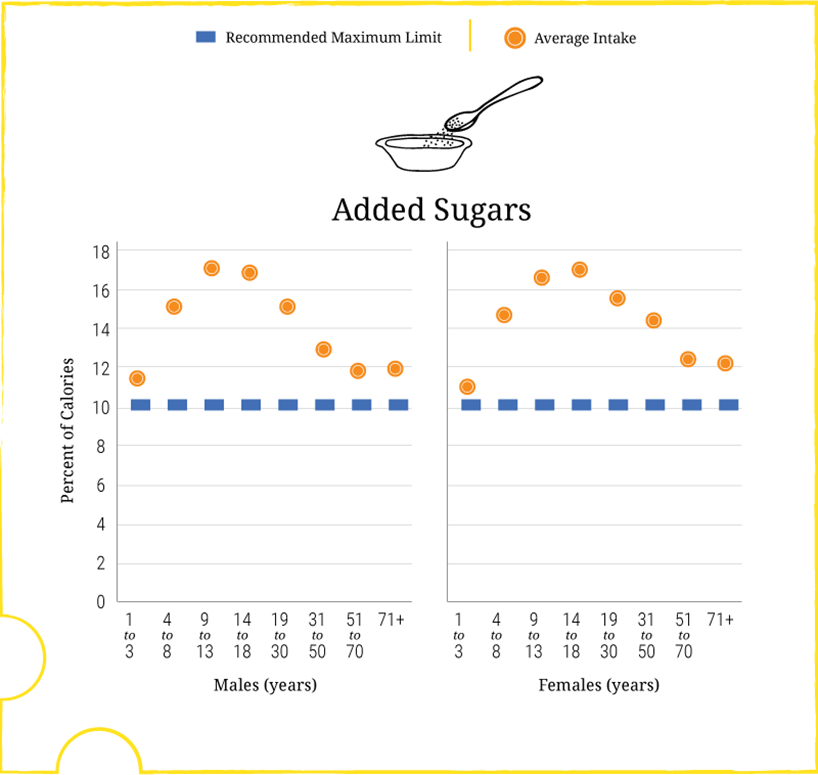 Recommended Maximum Limit
Average Intake
Added Sugars
Percent of Calories
18
16
14
12
10
8
6
4
2
0
1 to 3
4 to 8
9 to 13
14 to 18
19 to 30
31 to 50
51 to 70
71+
Males (years)
1 to 3
4 to 8
9 to 13
14 to 18
19 to 30
31 to 50
51 to 70
71+
Females (years)